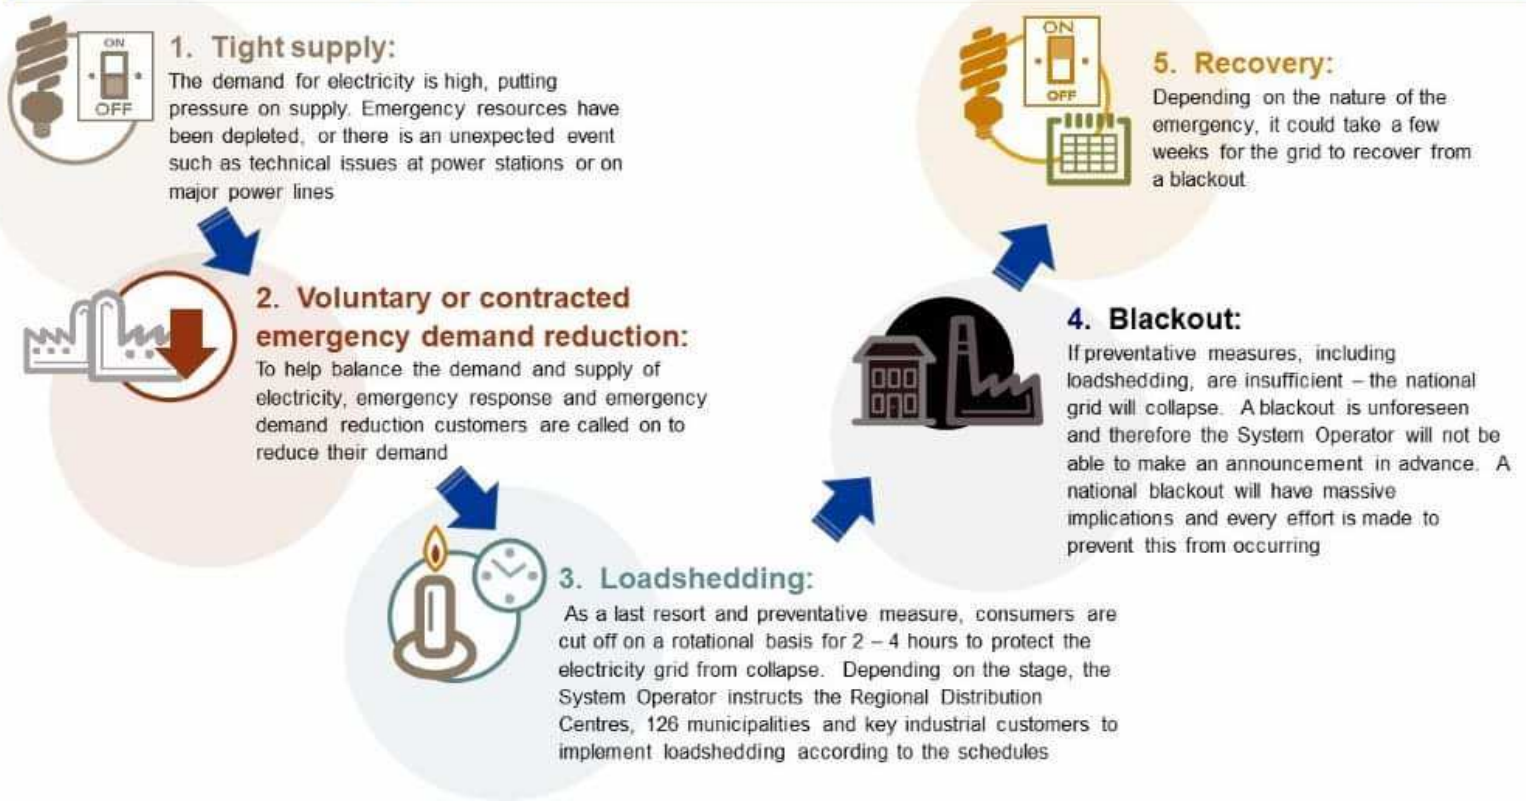 ON
OFF
1. Tight supply:
The demand for electricity is high, putting
pressure on supply. Emergency resources have
been depleted, or there is an unexpected event
such as technical issues at power stations or on
major power lines
2. Voluntary or contracted
emergency demand reduction:
To help balance the demand and supply of
electricity, emergency response and emergency
demand reduction customers are called on to
reduce their demand
3. Loadshedding:
As a last resort and preventative measure, consumers are
cut off on a rotational basis for 2 – 4 hours to protect the
electricity grid from collapse. Depending on the stage, the
System Operator instructs the Regional Distribution
Centres, 126 municipalities and key industrial customers to
implement loadshedding according to the schedules
4. Blackout:
If preventative measures, including
loadshedding, are insufficient – the national
grid will collapse. A blackout is unforeseen
and therefore the System Operator will not be
able to make an announcement in advance. A
national blackout will have massive
implications and every effort is made to
prevent this from occurring
ON
OFF
5. Recovery:
Depending on the nature of the
emergency, it could take a few
weeks for the grid to recover from
a blackout